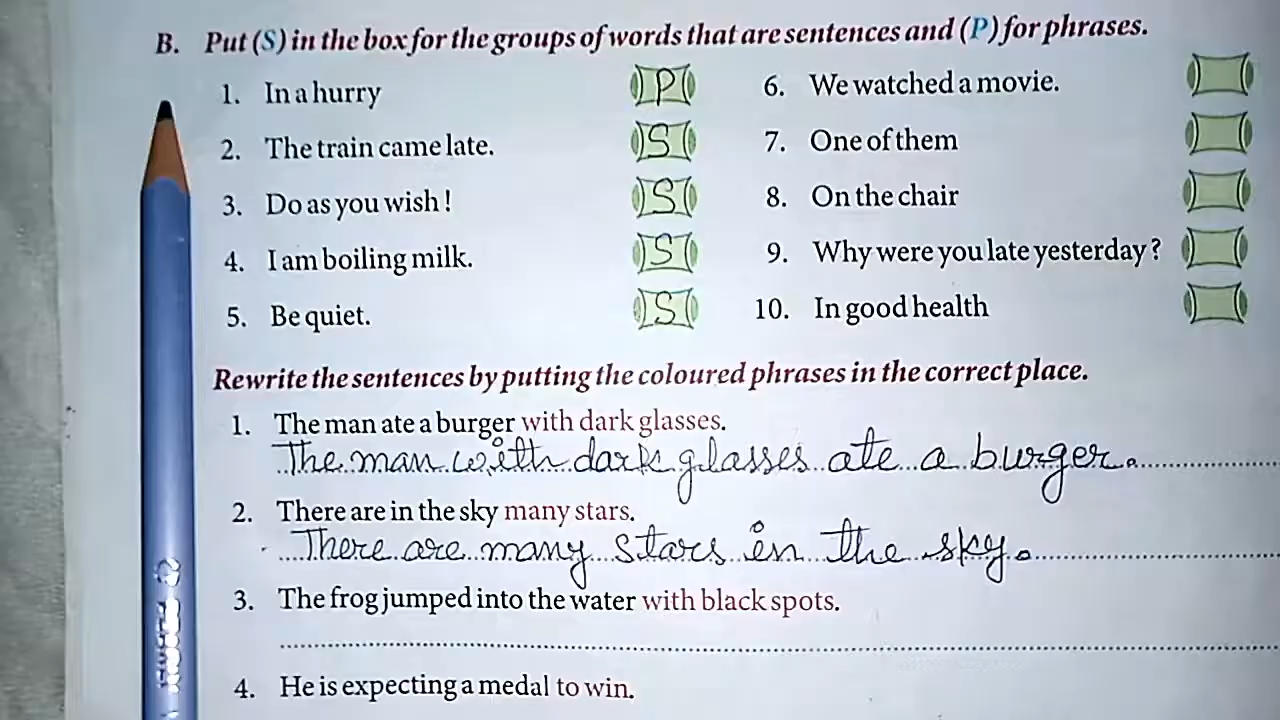 B. Put (S) in the box for the groups of words that are sentences and (P) for phrases.
1. In a hurry P
2. The train came late. S
3. Do as you wish! S
4. I am boiling milk. S
5. Be quiet. S
6. We watched a movie.
7. One of them
8. On the chair
9. Why were you late yesterday?
10. In good health
Rewrite the sentences by putting the coloured phrases in the correct place.
1. The man ate a burger with dark glasses.
The man with dark glasses ate a burger.
2. There are in the sky many stars.
There are many stars in the sky.
3. The frog jumped into the water with black spots.
4. He is expecting a medal to win.